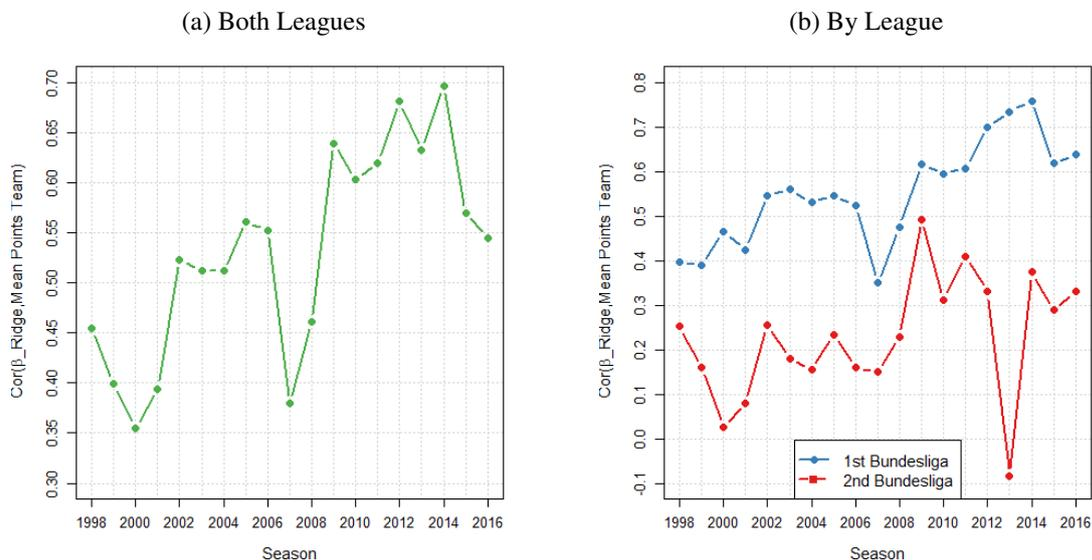 (a) Both Leagues
Cor(β_Ridge,Mean Points Team)
0.70
0.65
0.60
0.55
0.50
0.45
0.40
0.35
0.30
1998 2000 2002 2004 2006 2008 2010 2012 2014 2016
Season
(b) By League
Cor(β_Ridge,Mean Points Team)
0.8
0.7
0.6
0.5
0.4
0.3
0.2
0.1
0.0
-0.1
1st Bundesliga
2nd Bundesliga
1998 2000 2002 2004 2006 2008 2010 2012 2014 2016
Season